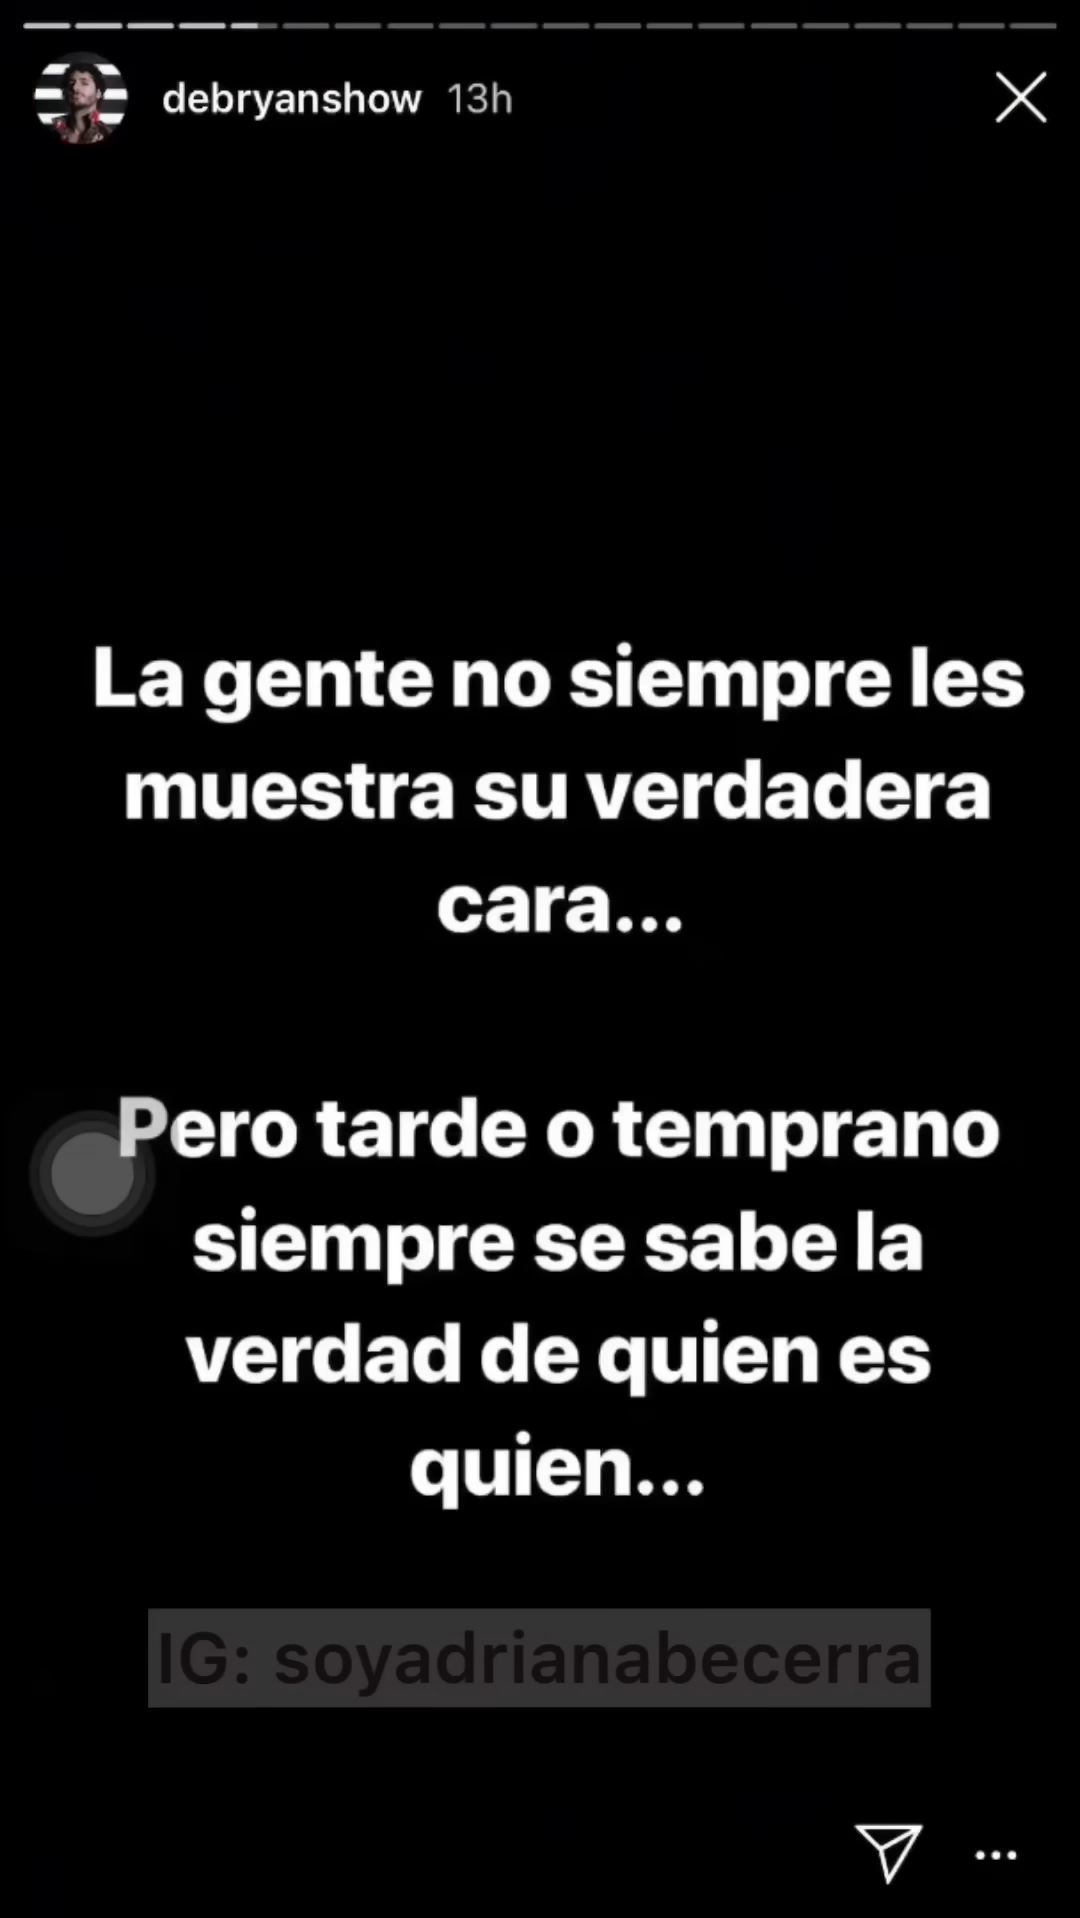 debryanshow 13h
La gente no siempre les
muestra su verdadera
cara...
Pero tarde o temprano
siempre se sabe la
verdad de quien es
quien...
IG: soyadrianabecerra